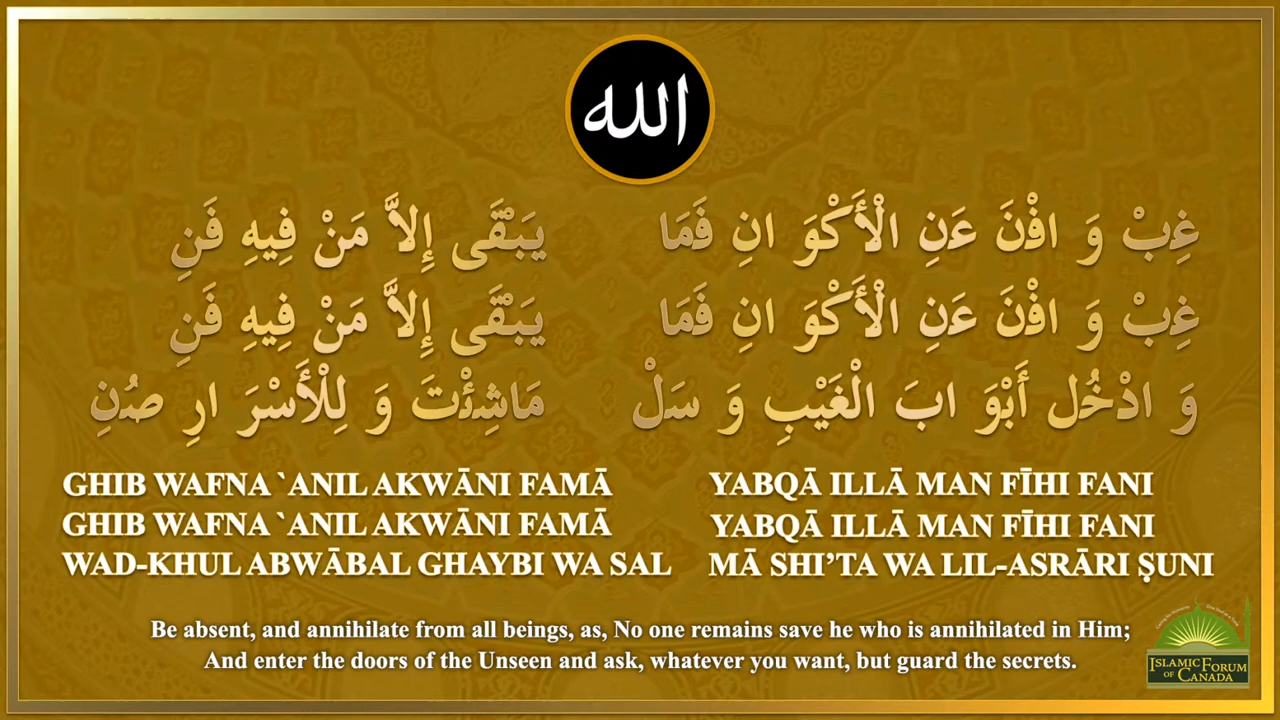 الله
غِبْ وَ افْنَ عَنِ الْأَكْوَ انِ فَمَا يَبْقَى إِلاَّ مَنْ فِيهِ فَنِ
غِبْ وَ افْنَ عَنِ الْأَكْوَ انِ فَمَا يَبْقَى إِلاَّ مَنْ فِيهِ فَنِ
وَ ادْخُل أَبْوَ ابَ الْغَيْبِ وَ سَلْ مَاشِئْتَ وَ لِلْأَسْرَ ارِ صُنِ
GHIB WAFNA `ANIL AKWĀNI FAMĀ YABQĀ ILLĀ MAN FĪHI FANI
GHIB WAFNA `ANIL AKWĀNI FAMĀ YABQĀ ILLĀ MAN FĪHI FANI
WAD-KHUL ABWĀBAL GHAYBI WA SAL MĀ SHI’TA WA LIL-ASRĀRI ṢUNI
Be absent, and annihilate from all beings, as, No one remains save he who is annihilated in Him;
And enter the doors of the Unseen and ask, whatever you want, but guard the secrets.
ISLAMIC FORUM
OF CANADA